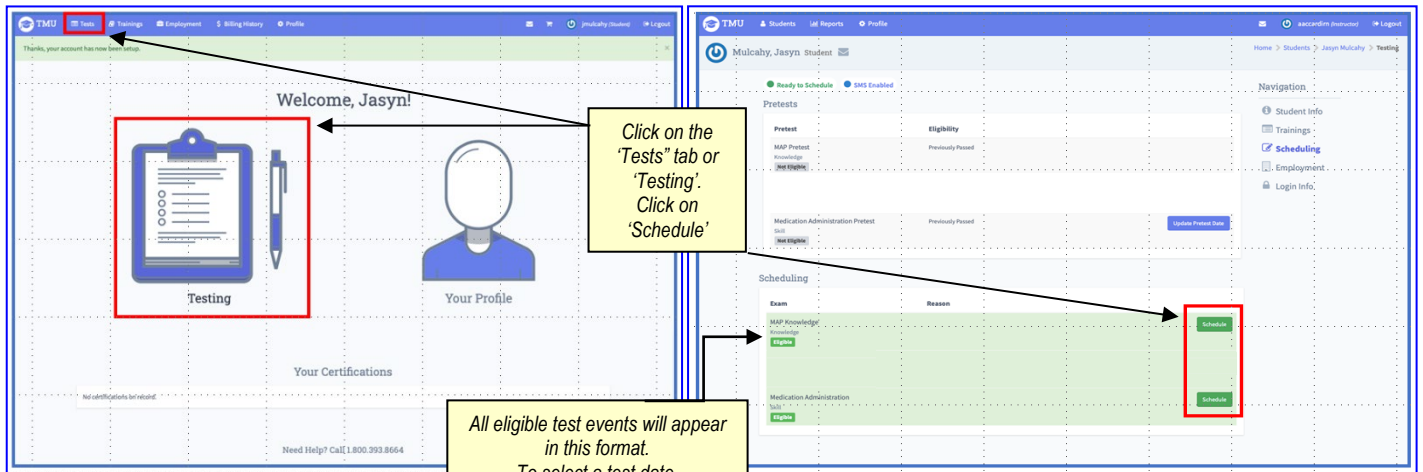 TMU Tests Trainings Employment $ Billing History Profile jmulcahy (Student) Logout
Thanks, your account has now been setup. ×
Welcome, Jasyn!
Testing
Your Profile
Your Certifications
No certifications on record.
Need Help? Call[ 1.800.393.8664
Click on the
‘Tests” tab or
‘Testing’.
Click on
‘Schedule’
All eligible test events will appear
in this format.
To select a test date
TMU Students Reports Profile aaccardim (Instructor) Logout
Mulcahy, Jasyn Student
Home > Students > Jasyn Mulcahy > Testing
Ready to Schedule SMS Enabled
Pretests
Pretest Eligibility
MAP Pretest Previously Passed
Knowledge
Not Eligible
Medication Administration Pretest Previously Passed Update Pretest Date
Skill
Not Eligible
Scheduling
Exam Reason
MAP Knowledge Schedule
Knowledge
Eligible
Medication Administration Schedule
Skill
Eligible
Navigation
Student Info
Trainings
Scheduling
Employment
Login Info